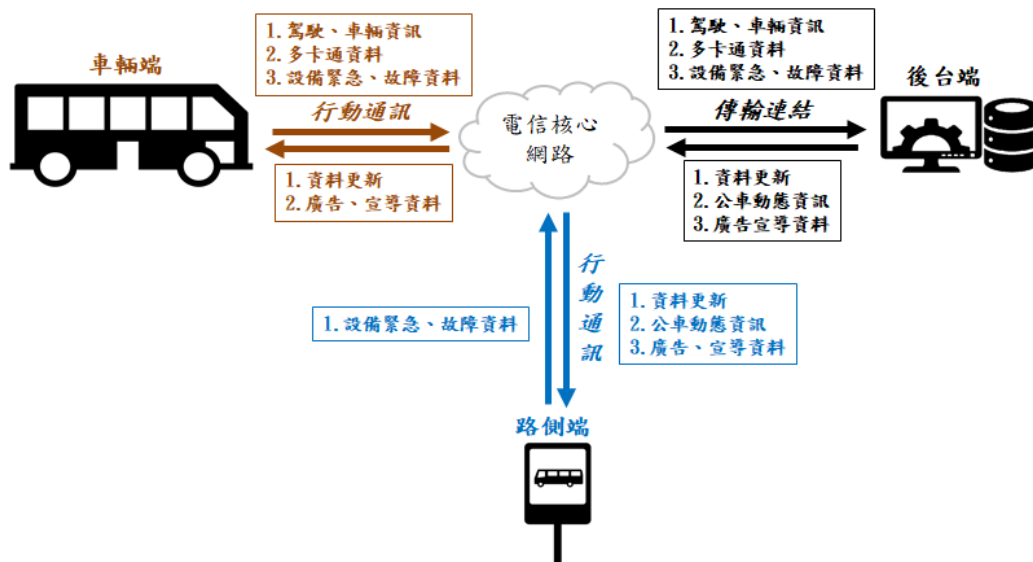 車輛端
1. 駕駛、車輛資訊
2. 多卡通資料
3. 設備緊急、故障資料
行動通訊
1. 資料更新
2. 廣告、宣導資料
電信核心
網路
1. 駕駛、車輛資訊
2. 多卡通資料
3. 設備緊急、故障資料
傳輸連結
1. 資料更新
2. 公車動態資訊
3. 廣告宣導資料
後台端
1. 設備緊急、故障資料
行動通訊
1. 資料更新
2. 公車動態資訊
3. 廣告、宣導資料
路側端